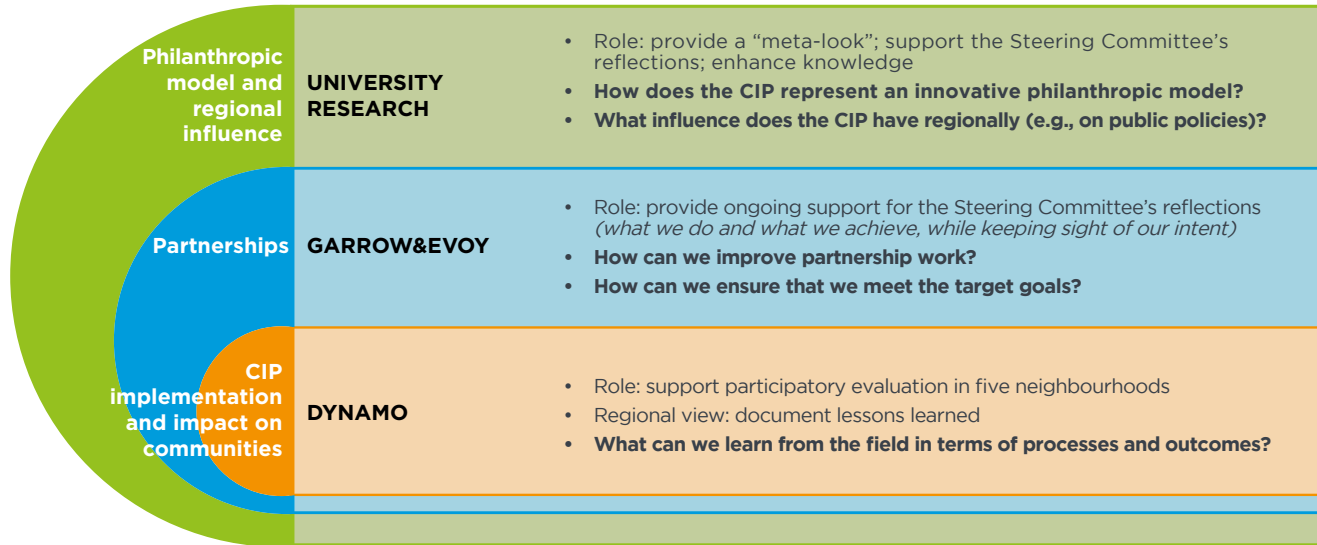 Philanthropic
model and
regional
influence
UNIVERSITY
RESEARCH
• Role: provide a “meta-look”; support the Steering Committee’s
reflections; enhance knowledge
• How does the CIP represent an innovative philanthropic model?
• What influence does the CIP have regionally (e.g., on public policies)?
Partnerships
GARROW&EVOY
• Role: provide ongoing support for the Steering Committee’s reflections
(what we do and what we achieve, while keeping sight of our intent)
• How can we improve partnership work?
• How can we ensure that we meet the target goals?
CIP
implementation
and impact on
communities
DYNAMO
• Role: support participatory evaluation in five neighbourhoods
• Regional view: document lessons learned
• What can we learn from the field in terms of processes and outcomes?